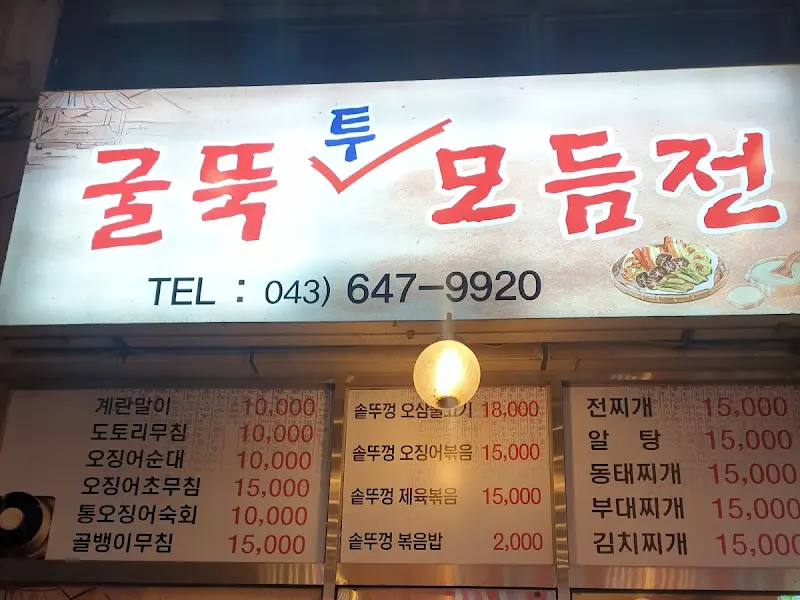 굴뚝 투 모듬전
TEL : 043) 647-9920
계란말이 10,000
도토리무침 10,000
오징어순대 10,000
오징어초무침 15,000
통오징어숙회 10,000
골뱅이무침 15,000
솥뚜껑 오삼불고기 18,000
솥뚜껑 오징어볶음 15,000
솥뚜껑 제육볶음 15,000
솥뚜껑 볶음밥 2,000
전찌개 15,000
알 탕 15,000
동태찌개 15,000
부대찌개 15,000
김치찌개 15,000